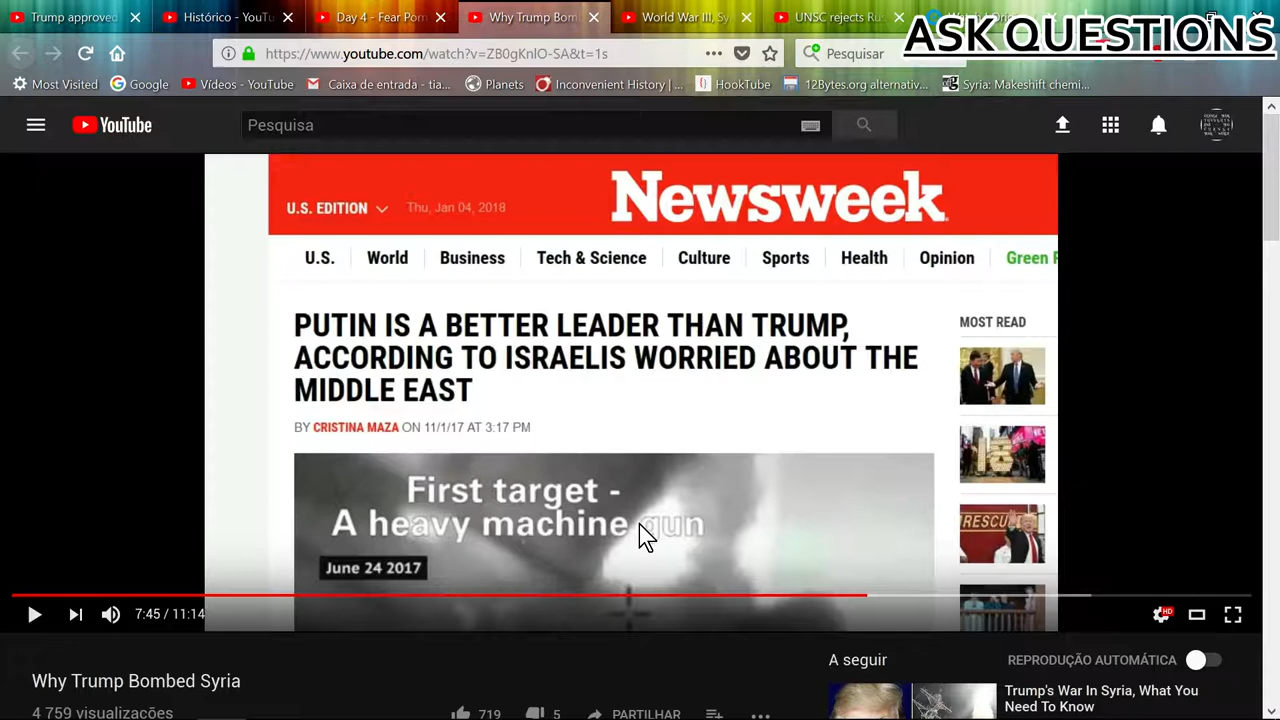 Trump approved
Histórico - YouTu
Day 4 - Fear Porn
Why Trump Bomb
World War III, Sy
UNSC rejects Rus
ASK QUESTIONS
https://www.youtube.com/watch?v=ZB0gKnlO-SA&t=1s
Pesquisar
Most Visited
Google
Vídeos - YouTube
Caixa de entrada - tia...
Planets
Inconvenient History | ...
HookTube
12Bytes.org alternativ...
Syria: Makeshift chemi...
YouTube
Pesquisa
U.S. EDITION
Thu, Jan 04, 2018
Newsweek
U.S.
World
Business
Tech & Science
Culture
Sports
Health
Opinion
Green
PUTIN IS A BETTER LEADER THAN TRUMP,
ACCORDING TO ISRAELIS WORRIED ABOUT THE
MIDDLE EAST
MOST READ
BY CRISTINA MAZA ON 11/1/17 AT 3:17 PM
First target -
A heavy machine gun
June 24 2017
RESCUE
7:45 / 11:14
HD
Why Trump Bombed Syria
4 759 visualizações
719
5
PARTILHAR
A seguir
REPRODUÇÃO AUTOMÁTICA
Trump's War In Syria, What You
Need To Know